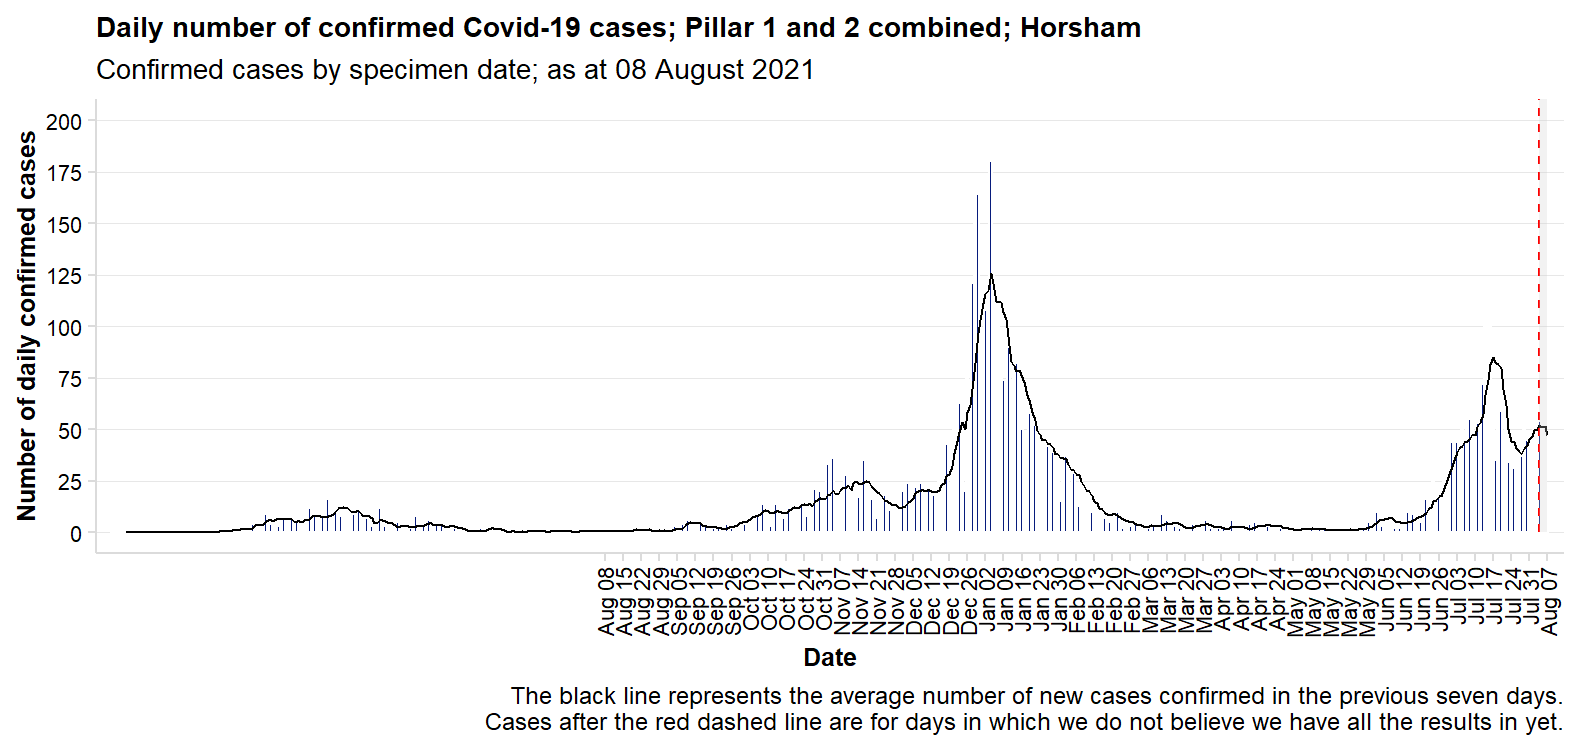 Daily number of confirmed Covid-19 cases; Pillar 1 and 2 combined; Horsham
Confirmed cases by specimen date; as at 08 August 2021
Number of daily confirmed cases
200
175
150
125
100
75
50
25
0
Aug 08
Aug 15
Aug 22
Aug 29
Sep 05
Sep 12
Sep 19
Sep 26
Oct 03
Oct 10
Oct 17
Oct 24
Oct 31
Nov 07
Nov 14
Nov 21
Nov 28
Dec 05
Dec 12
Dec 19
Dec 26
Jan 02
Jan 09
Jan 16
Jan 23
Jan 30
Feb 06
Feb 13
Feb 20
Feb 27
Mar 06
Mar 13
Mar 20
Mar 27
Apr 03
Apr 10
Apr 17
Apr 24
May 01
May 08
May 15
May 22
May 29
Jun 05
Jun 12
Jun 19
Jun 26
Jul 03
Jul 10
Jul 17
Jul 24
Jul 31
Aug 07
Date
The black line represents the average number of new cases confirmed in the previous seven days.
Cases after the red dashed line are for days in which we do not believe we have all the results in yet.